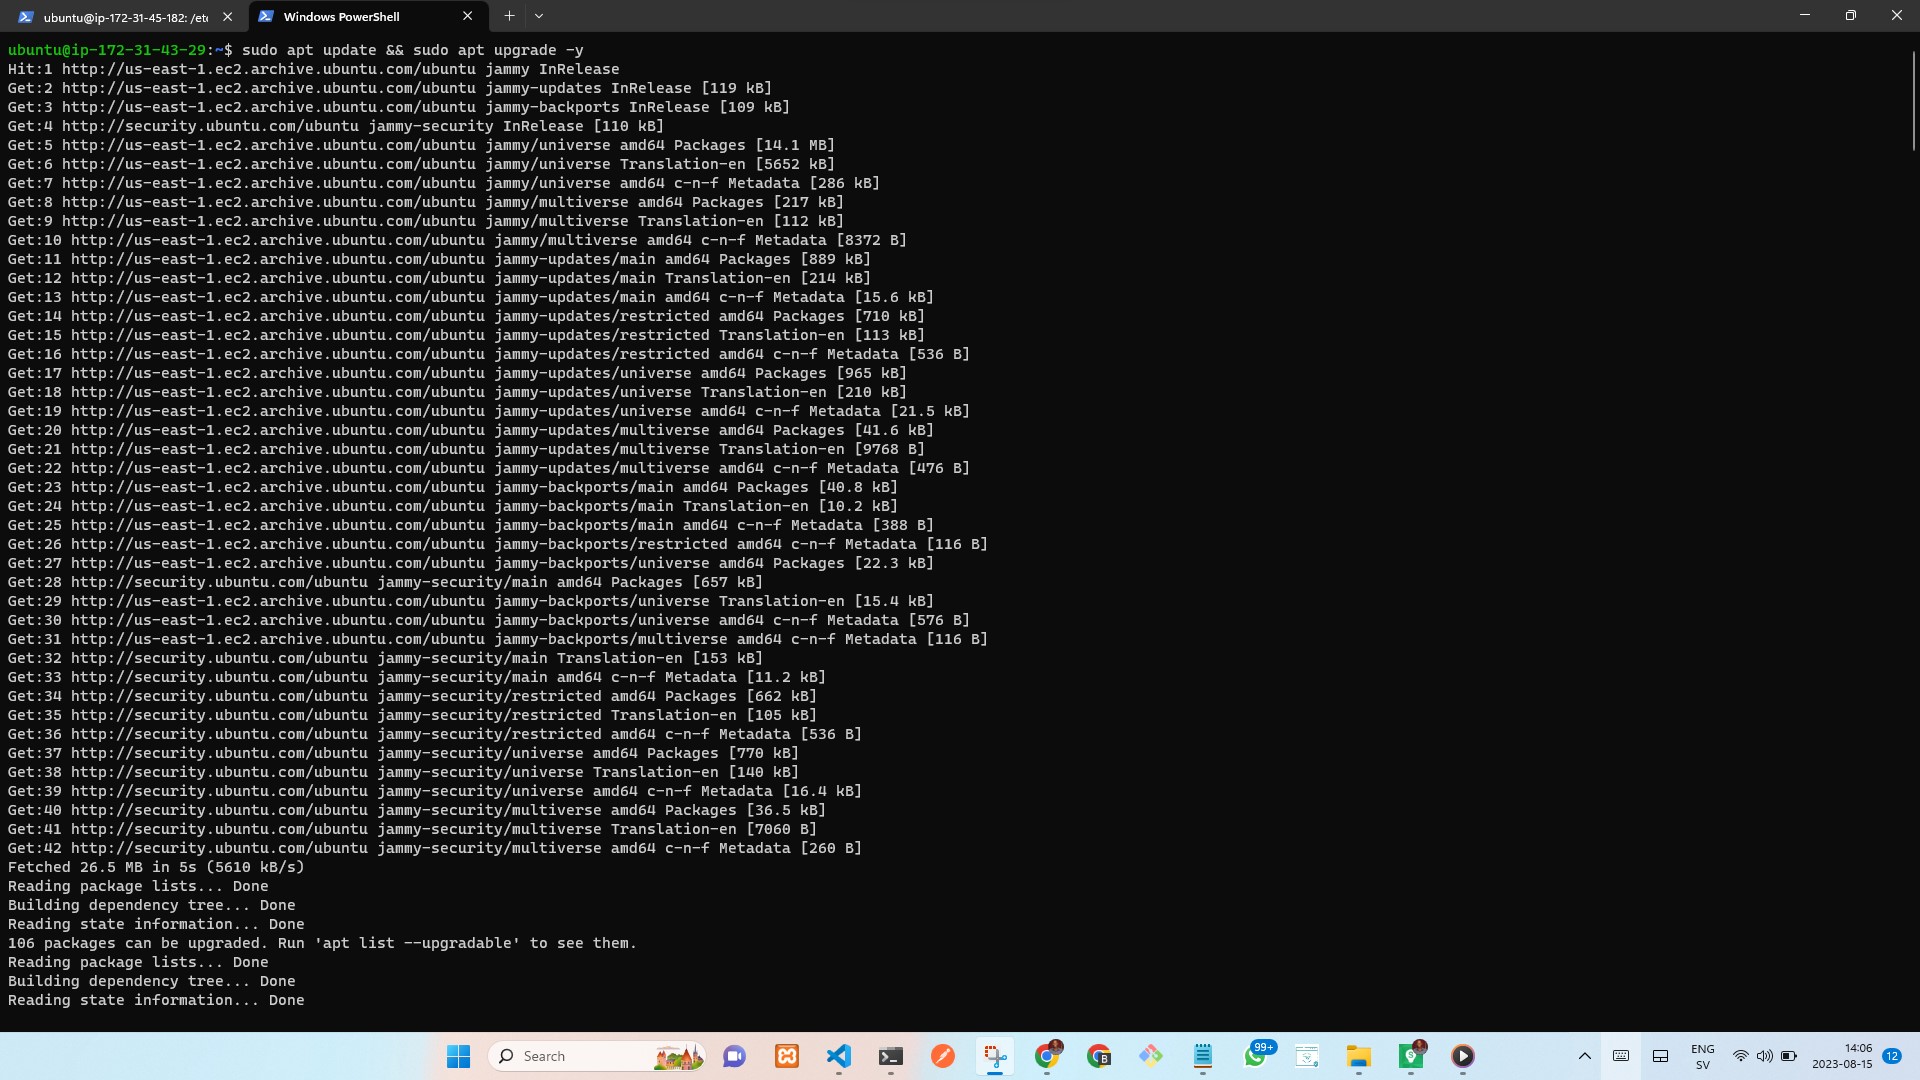 ubuntu@ip-172-31-45-182: /etc
Windows PowerShell
ubuntu@ip-172-31-43-29:~$ sudo apt update && sudo apt upgrade -y
Hit:1 http://us-east-1.ec2.archive.ubuntu.com/ubuntu jammy InRelease
Get:2 http://us-east-1.ec2.archive.ubuntu.com/ubuntu jammy-updates InRelease [119 kB]
Get:3 http://us-east-1.ec2.archive.ubuntu.com/ubuntu jammy-backports InRelease [109 kB]
Get:4 http://security.ubuntu.com/ubuntu jammy-security InRelease [110 kB]
Get:5 http://us-east-1.ec2.archive.ubuntu.com/ubuntu jammy/universe amd64 Packages [14.1 MB]
Get:6 http://us-east-1.ec2.archive.ubuntu.com/ubuntu jammy/universe Translation-en [5652 kB]
Get:7 http://us-east-1.ec2.archive.ubuntu.com/ubuntu jammy/universe amd64 c-n-f Metadata [286 kB]
Get:8 http://us-east-1.ec2.archive.ubuntu.com/ubuntu jammy/multiverse amd64 Packages [217 kB]
Get:9 http://us-east-1.ec2.archive.ubuntu.com/ubuntu jammy/multiverse Translation-en [112 kB]
Get:10 http://us-east-1.ec2.archive.ubuntu.com/ubuntu jammy/multiverse amd64 c-n-f Metadata [8372 B]
Get:11 http://us-east-1.ec2.archive.ubuntu.com/ubuntu jammy-updates/main amd64 Packages [889 kB]
Get:12 http://us-east-1.ec2.archive.ubuntu.com/ubuntu jammy-updates/main Translation-en [214 kB]
Get:13 http://us-east-1.ec2.archive.ubuntu.com/ubuntu jammy-updates/main amd64 c-n-f Metadata [15.6 kB]
Get:14 http://us-east-1.ec2.archive.ubuntu.com/ubuntu jammy-updates/restricted amd64 Packages [710 kB]
Get:15 http://us-east-1.ec2.archive.ubuntu.com/ubuntu jammy-updates/restricted Translation-en [113 kB]
Get:16 http://us-east-1.ec2.archive.ubuntu.com/ubuntu jammy-updates/restricted amd64 c-n-f Metadata [536 B]
Get:17 http://us-east-1.ec2.archive.ubuntu.com/ubuntu jammy-updates/universe amd64 Packages [965 kB]
Get:18 http://us-east-1.ec2.archive.ubuntu.com/ubuntu jammy-updates/universe Translation-en [210 kB]
Get:19 http://us-east-1.ec2.archive.ubuntu.com/ubuntu jammy-updates/universe amd64 c-n-f Metadata [21.5 kB]
Get:20 http://us-east-1.ec2.archive.ubuntu.com/ubuntu jammy-updates/multiverse amd64 Packages [41.6 kB]
Get:21 http://us-east-1.ec2.archive.ubuntu.com/ubuntu jammy-updates/multiverse Translation-en [9768 B]
Get:22 http://us-east-1.ec2.archive.ubuntu.com/ubuntu jammy-updates/multiverse amd64 c-n-f Metadata [476 B]
Get:23 http://us-east-1.ec2.archive.ubuntu.com/ubuntu jammy-backports/main amd64 Packages [40.8 kB]
Get:24 http://us-east-1.ec2.archive.ubuntu.com/ubuntu jammy-backports/main Translation-en [10.2 kB]
Get:25 http://us-east-1.ec2.archive.ubuntu.com/ubuntu jammy-backports/main amd64 c-n-f Metadata [388 B]
Get:26 http://us-east-1.ec2.archive.ubuntu.com/ubuntu jammy-backports/restricted amd64 c-n-f Metadata [116 B]
Get:27 http://us-east-1.ec2.archive.ubuntu.com/ubuntu jammy-backports/universe amd64 Packages [22.3 kB]
Get:28 http://security.ubuntu.com/ubuntu jammy-security/main amd64 Packages [657 kB]
Get:29 http://us-east-1.ec2.archive.ubuntu.com/ubuntu jammy-backports/universe Translation-en [15.4 kB]
Get:30 http://us-east-1.ec2.archive.ubuntu.com/ubuntu jammy-backports/universe amd64 c-n-f Metadata [576 B]
Get:31 http://us-east-1.ec2.archive.ubuntu.com/ubuntu jammy-backports/multiverse amd64 c-n-f Metadata [116 B]
Get:32 http://security.ubuntu.com/ubuntu jammy-security/main Translation-en [153 kB]
Get:33 http://security.ubuntu.com/ubuntu jammy-security/main amd64 c-n-f Metadata [11.2 kB]
Get:34 http://security.ubuntu.com/ubuntu jammy-security/restricted amd64 Packages [662 kB]
Get:35 http://security.ubuntu.com/ubuntu jammy-security/restricted Translation-en [105 kB]
Get:36 http://security.ubuntu.com/ubuntu jammy-security/restricted amd64 c-n-f Metadata [536 B]
Get:37 http://security.ubuntu.com/ubuntu jammy-security/universe amd64 Packages [770 kB]
Get:38 http://security.ubuntu.com/ubuntu jammy-security/universe Translation-en [140 kB]
Get:39 http://security.ubuntu.com/ubuntu jammy-security/universe amd64 c-n-f Metadata [16.4 kB]
Get:40 http://security.ubuntu.com/ubuntu jammy-security/multiverse amd64 Packages [36.5 kB]
Get:41 http://security.ubuntu.com/ubuntu jammy-security/multiverse Translation-en [7060 B]
Get:42 http://security.ubuntu.com/ubuntu jammy-security/multiverse amd64 c-n-f Metadata [260 B]
Fetched 26.5 MB in 5s (5610 kB/s)
Reading package lists... Done
Building dependency tree... Done
Reading state information... Done
106 packages can be upgraded. Run 'apt list --upgradable' to see them.
Reading package lists... Done
Building dependency tree... Done
Reading state information... Done
Search
99+
ENG
SV
14:06
2023-08-15
12